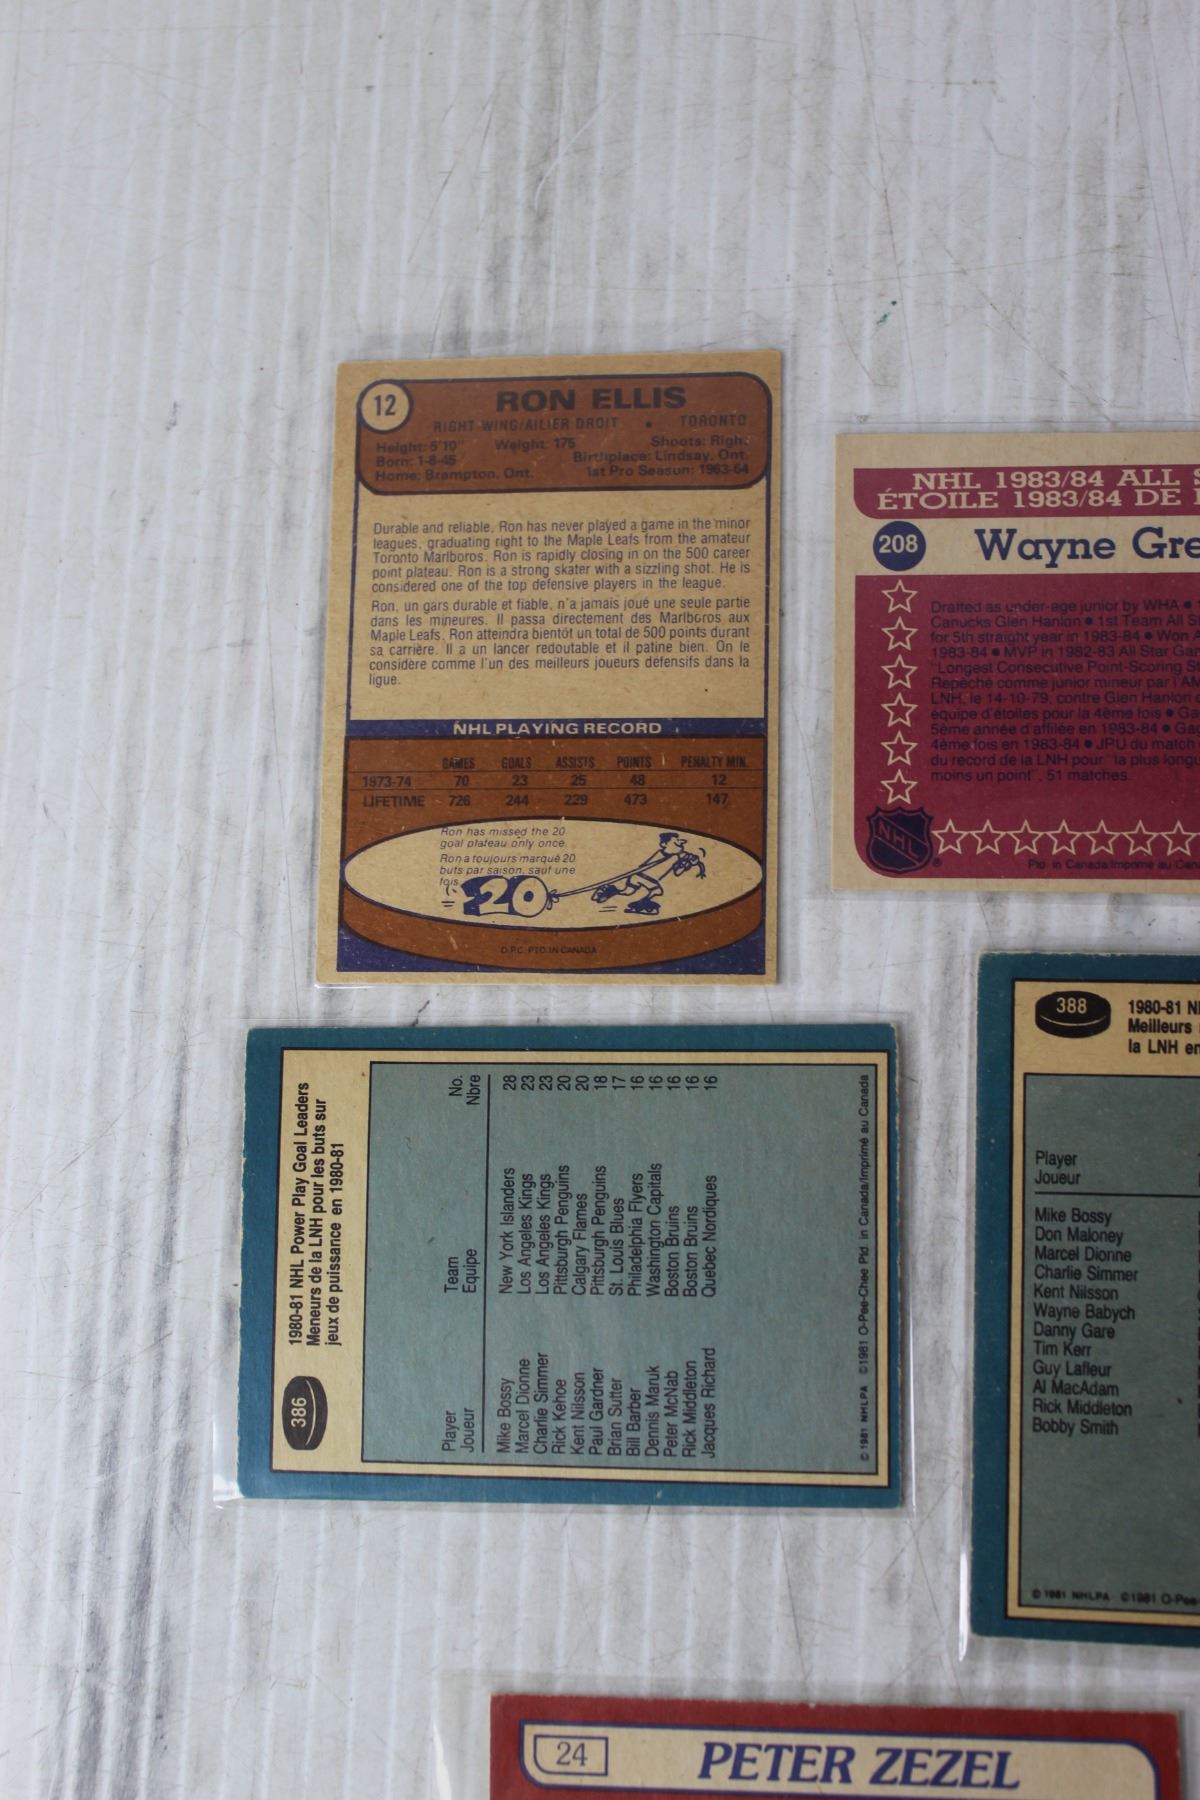 12
RON ELLIS
RIGHT WING/AILIER DROIT • TORONTO
Height: 5'10" Weight: 175 Shoots: Righ.
Born: 1-8-45 Birthplace: Lindsay, Ont.
Home: Brampton, Ont. 1st Pro Season: 1963-64
Durable and reliable, Ron has never played a game in the minor
leagues, graduating right to the Maple Leafs from the amateur
Toronto Marlboros. Ron is rapidly closing in on the 500 career
point plateau. Ron is a strong skater with a sizzling shot. He is
considered one of the top defensive players in the league.
Ron, un gars durable et fiable, n'a jamais joué une seule partie
dans les mineures. Il passa directement des Marlboros aux
Maple Leafs. Ron atteindra bientôt un total de 500 points durant
sa carrière. Il a un lancer redoutable et il patine bien. On le
considère comme l'un des meilleurs joueurs défensifs dans la
ligue.
NHL PLAYING RECORD
GAMES GOALS ASSISTS POINTS PENALTY MIN.
1973-74 70 23 25 48 12
LIFETIME 726 244 229 473 147
Ron has missed the 20
goal plateau only once.
Ron a toujours marqué 20
buts par saison, sauf une
fois.
20
O.P.C. PTD. IN CANADA
NHL 1983/84 ALL S
ÉTOILE 1983/84 DE
208
Wayne Gre
Drafted as under-age junior by WHA •
Canucks Glen Hanlon • 1st Team All S
for 5th straight year in 1983-84 • Won A
1983-84 • MVP in 1982-83 All Star Ga
"Longest Consecutive Point-Scoring S
Repêché comme junior mineur par l'AM
LNH, le 14-10-79, contre Glen Hanlon
équipe d'étoiles pour la 4ème fois • Ga
5ème année d'affilée en 1983-84 • Ga
4ème fois en 1983-84 • JPU du match
du record de la LNH pour "la plus long
moins un point", 51 matches.
NHL
®
Ptd. in Canada/Imprimé au Can
386
1980-81 NHL Power Play Goal Leaders
Meneurs de la LNH pour les buts sur
jeux de puissance en 1980-81
Player Team No.
Joueur Equipe Nbre
Mike Bossy New York Islanders 28
Marcel Dionne Los Angeles Kings 23
Charlie Simmer Los Angeles Kings 23
Rick Kehoe Pittsburgh Penguins 20
Kent Nilsson Calgary Flames 20
Paul Gardner Pittsburgh Penguins 18
Brian Sutter St. Louis Blues 17
Bill Barber Philadelphia Flyers 16
Dennis Maruk Washington Capitals 16
Peter McNab Boston Bruins 16
Rick Middleton Boston Bruins 16
Jacques Richard Quebec Nordiques 16
© 1981 NHLPA ©1981 O-Pee-Chee Ptd. in Canada/Imprimé au Canada
388
1980-81 N
Meilleurs
la LNH en
Player
Joueur
Mike Bossy
Don Maloney
Marcel Dionne
Charlie Simmer
Kent Nilsson
Wayne Babych
Danny Gare
Tim Kerr
Guy Lafleur
Al MacAdam
Rick Middleton
Bobby Smith
© 1981 NHLPA ©1981 O-Pee-
24
PETER ZEZEL